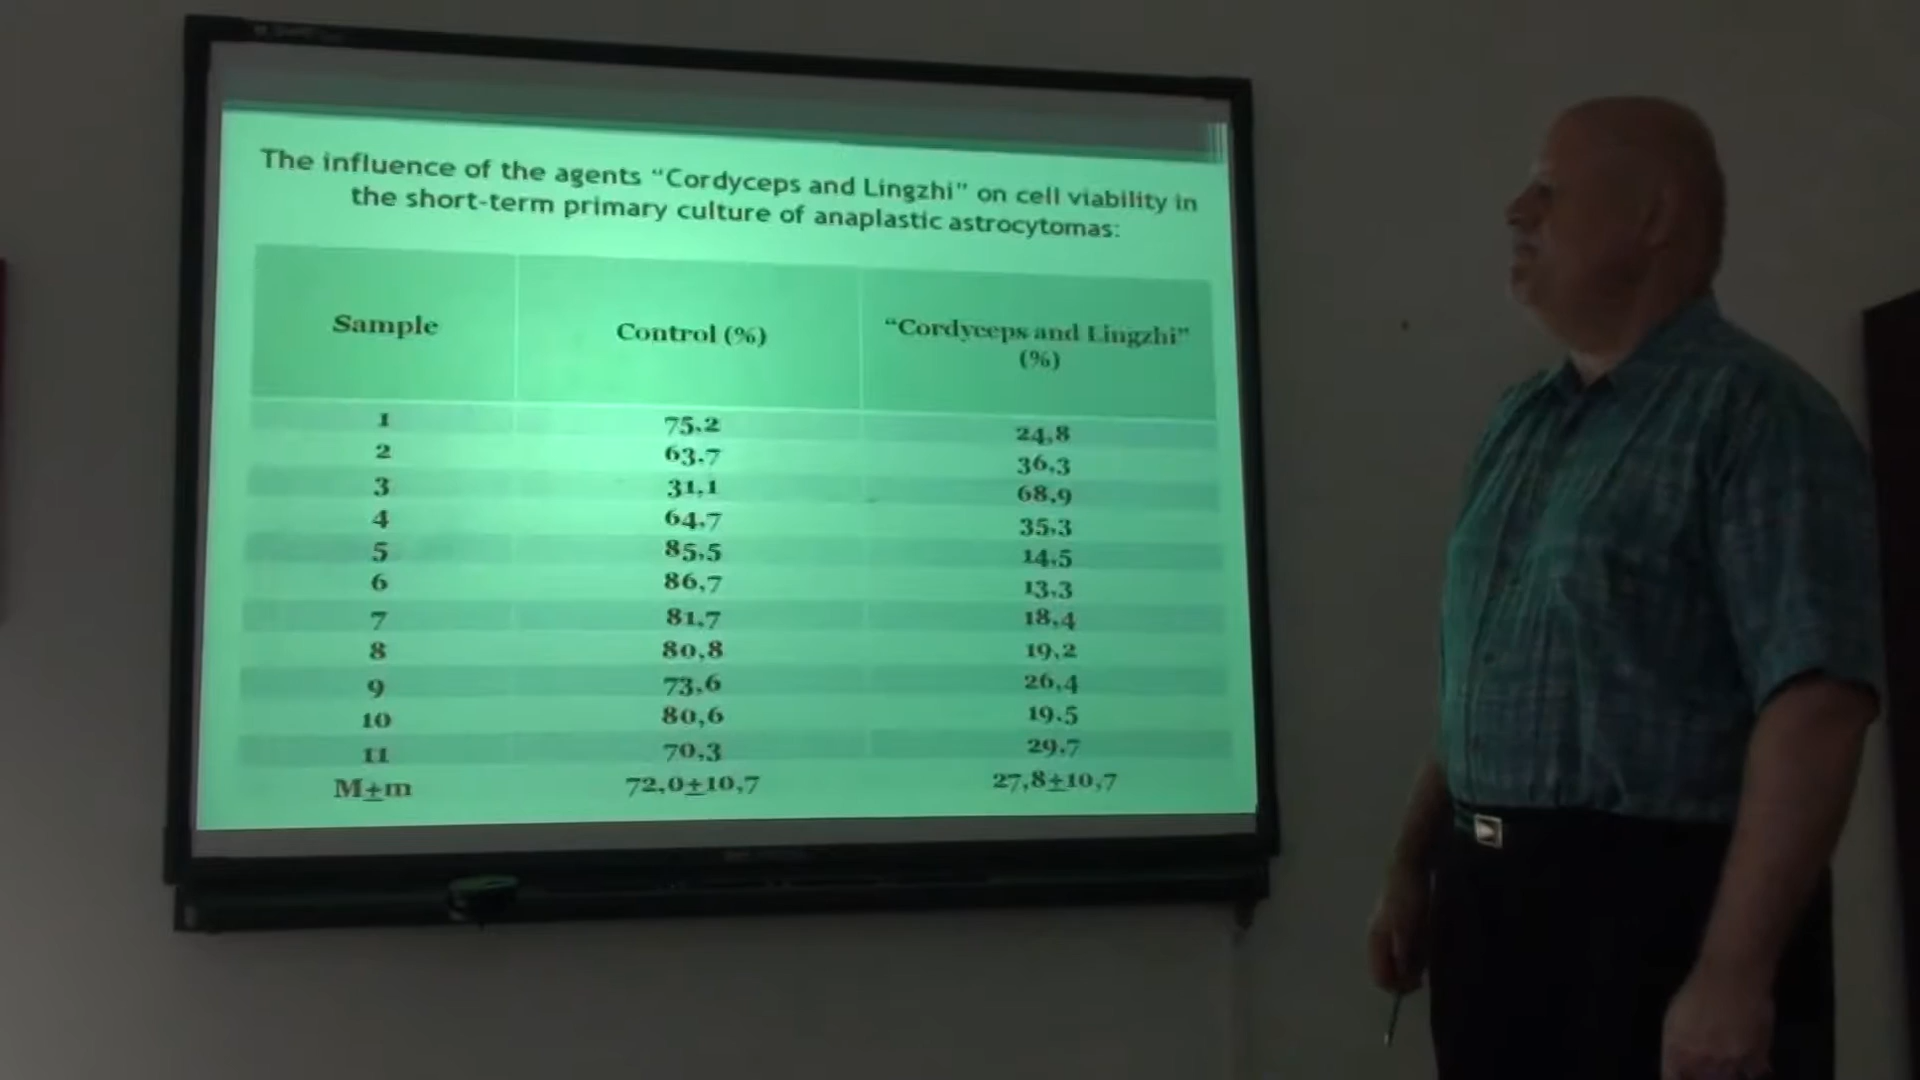 The influence of the agents “Cordyceps and Lingzhi” on cell viability in
the short-term primary culture of anaplastic astrocytomas:
Sample Control (%) “Cordyceps and Lingzhi”
(%)
1 75.2 24,8
2 63.7 36,3
3 31,1 68,9
4 64,7 35.3
5 85,5 14,5
6 86,7 13,3
7 81,7 18,4
8 80,8 19,2
9 73,6 26,4
10 80,6 19.5
11 70,3 29,7
M±m 72,0±10,7 27,8±10,7